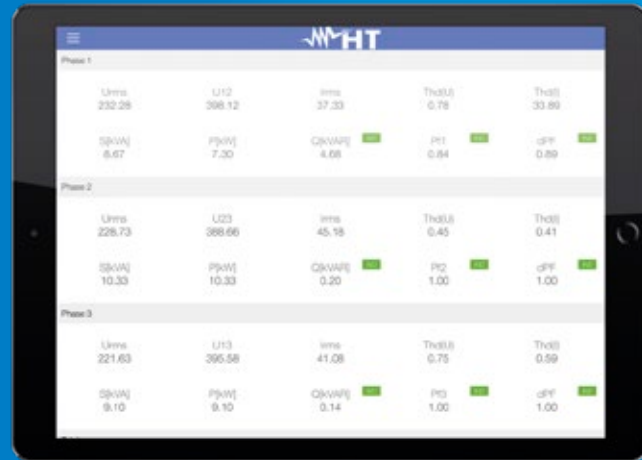 HT
Phase 1
Urms U12 Irms Thd(U) Thd(I)
232.28 398.12 37.33 0.78 33.89
S[kVA] P[kW] Q[kVAR] Pf1 dPF
8.67 7.30 4.68 0.84 0.89
Phase 2
Urms U23 Irms Thd(U) Thd(I)
228.73 388.66 45.18 0.45 0.41
S[kVA] P[kW] Q[kVAR] Pf2 dPF
10.33 10.33 0.20 1.00 1.00
Phase 3
Urms U13 Irms Thd(U) Thd(I)
221.63 395.58 41.08 0.75 0.59
S[kVA] P[kW] Q[kVAR] Pf3 dPF
9.10 9.10 0.14 1.00 1.00